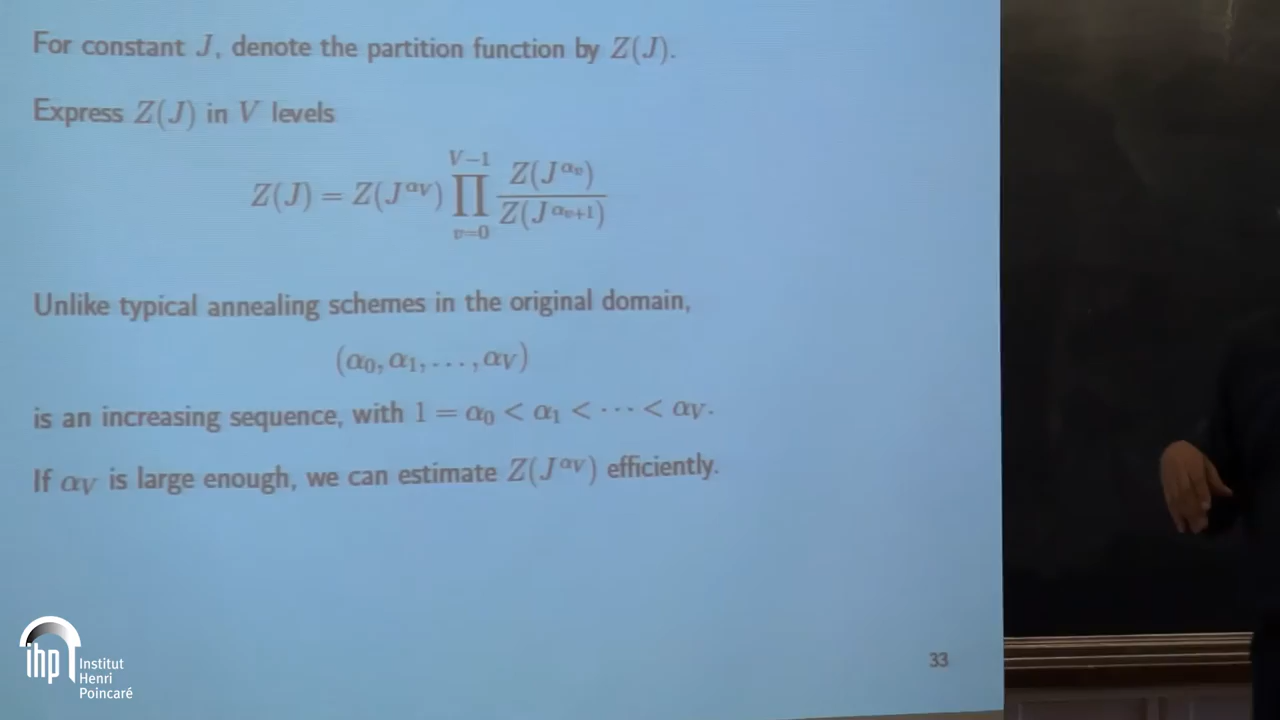 For constant J, denote the partition function by Z(J).
Express Z(J) in V levels
Z(J) = Z(J^{α_V}) ∏_{v=0}^{V−1} Z(J^{α_v}) / Z(J^{α_{v+1}})
Unlike typical annealing schemes in the original domain,
(α_0, α_1, . . . , α_V)
is an increasing sequence, with 1 = α_0 < α_1 < · · · < α_V.
If α_V is large enough, we can estimate Z(J^{α_V}) efficiently.
33
ihp
Institut
Henri
Poincaré